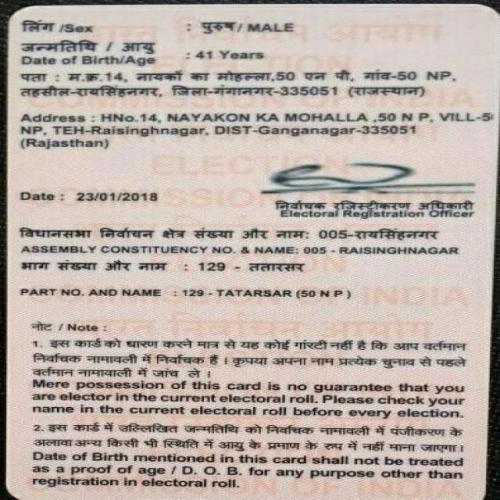 लिंग /Sex : पुरुष/ MALE
जन्मतिथि / आयु
Date of Birth/Age : 41 Years
पता : म.क्र.14, नायकों का मोहल्ला,50 एन पी, गांव-50 NP,
तहसील-रायसिंहनगर, जिला-गंगानगर-335051 (राजस्थान)
Address : HNo.14, NAYAKON KA MOHALLA ,50 N P, VILL-5
NP, TEH-Raisinghnagar, DIST-Ganganagar-335051
(Rajasthan)
Date : 23/01/2018
निर्वाचक रजिस्ट्रीकरण अधिकारी
Electoral Registration Officer
विधानसभा निर्वाचन क्षेत्र संख्या और नाम: 005-रायसिंहनगर
ASSEMBLY CONSTITUENCY NO. & NAME: 005 - RAISINGHNAGAR
भाग संख्या और नाम : 129 - ततारसर
PART NO. AND NAME : 129 - TATARSAR (50 N P )
नोट / Note :
1. इस कार्ड को धारण करने मात्र से यह कोई गांरटी नहीं है कि आप वर्तमान
निर्वाचक नामावली में निर्वाचक हैं । कृपया अपना नाम प्रत्येक चुनाव से पहले
वर्तमान नामावाली में जांच ले ।
Mere possession of this card is no guarantee that you
are elector in the current electoral roll. Please check your
name in the current electoral roll before every election.
2. इस कार्ड में उल्लिखित जन्मतिथि को निर्वाचक नामावली में पंजीकरण के
अलावा अन्य किसी भी स्थिति में आयु के प्रमाण के रुप में नहीं माना जाएगा।
Date of Birth mentioned in this card shall not be treated
as a proof of age / D. O. B. for any purpose other than
registration in electoral roll.